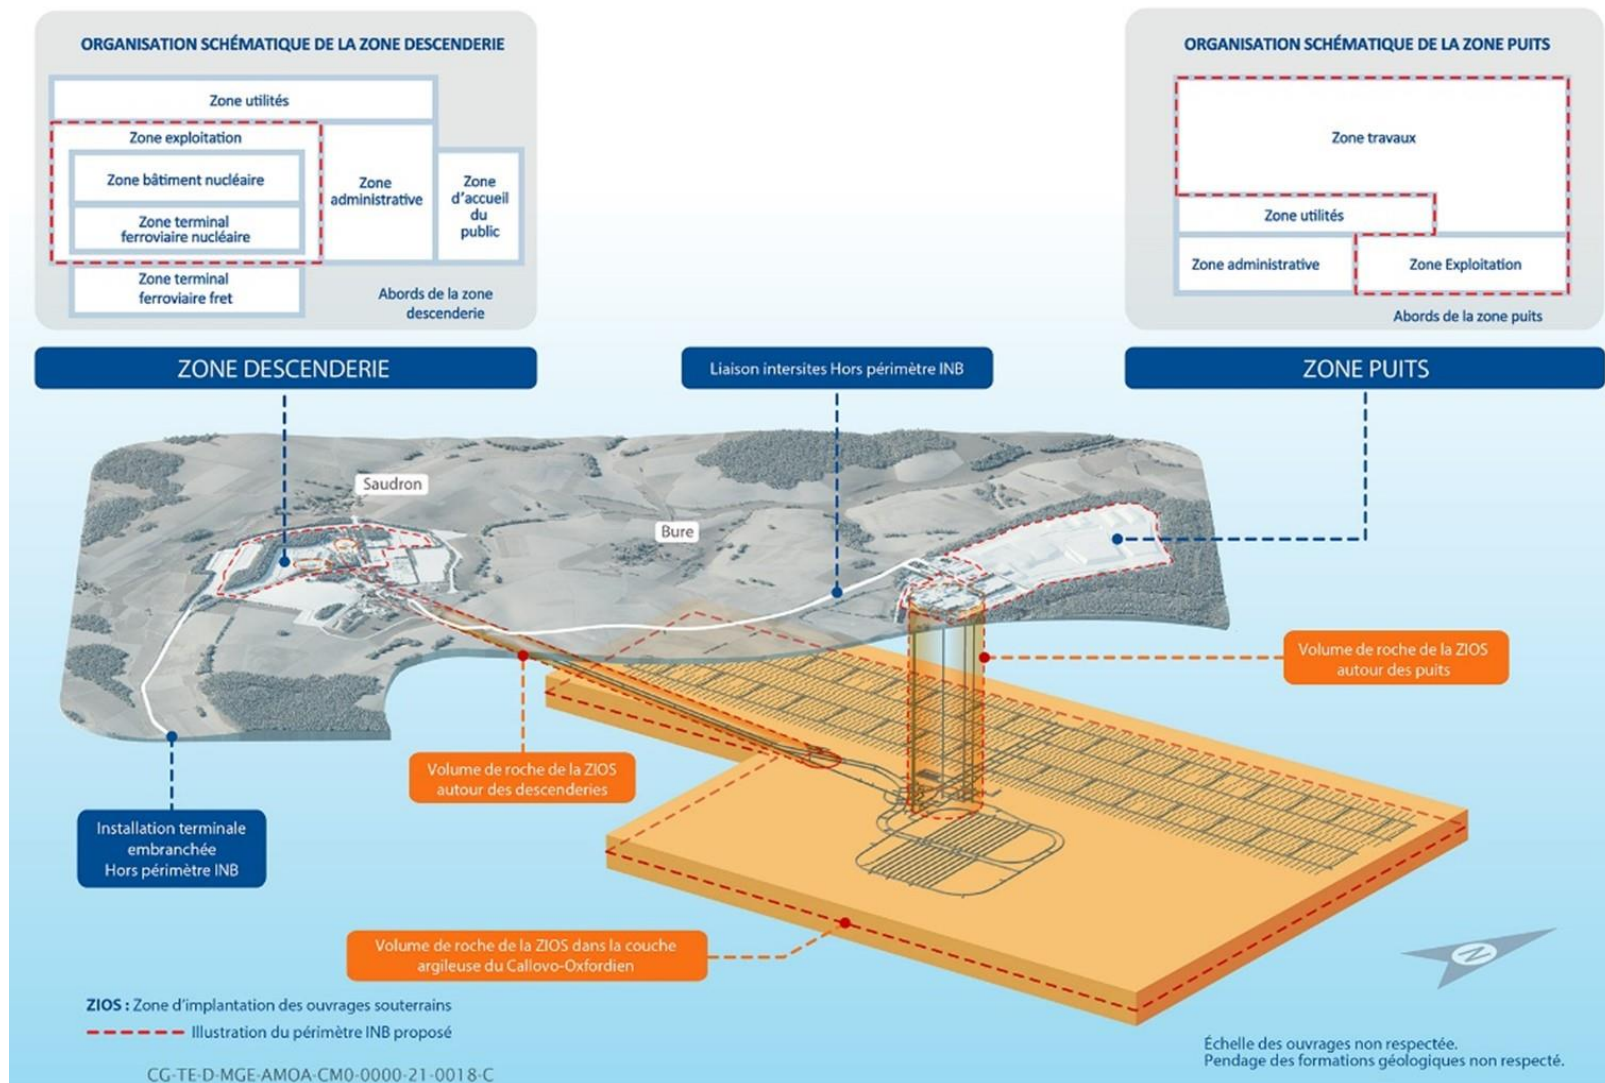 ORGANISATION SCHÉMATIQUE DE LA ZONE DESCENDERIE
Zone utilités
Zone exploitation
Zone bâtiment nucléaire
Zone terminal
ferroviaire nucléaire
Zone
administrative
Zone
d'accueil
du
public
Zone terminal
ferroviaire fret
Abords de la zone
descenderie
ORGANISATION SCHÉMATIQUE DE LA ZONE PUITS
Zone travaux
Zone utilités
Zone administrative
Zone Exploitation
Abords de la zone puits
ZONE DESCENDERIE
Liaison intersites Hors périmètre INB
ZONE PUITS
Saudron
Bure
Volume de roche de la ZIOS
autour des puits
Volume de roche de la ZIOS
autour des descenderies
Installation terminale
embranchée
Hors périmètre INB
Volume de roche de la ZIOS dans la couche
argileuse du Callovo-Oxfordien
N
ZIOS : Zone d'implantation des ouvrages souterrains
Illustration du périmètre INB proposé
Échelle des ouvrages non respectée.
Pendage des formations géologiques non respecté.
CG-TE-D-MGE-AMOA-CM0-0000-21-0018-C